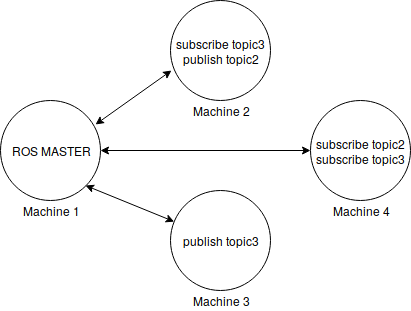 subscribe topic3
publish topic2
Machine 2
ROS MASTER
Machine 1
subscribe topic2
subscribe topic3
Machine 4
publish topic3
Machine 3